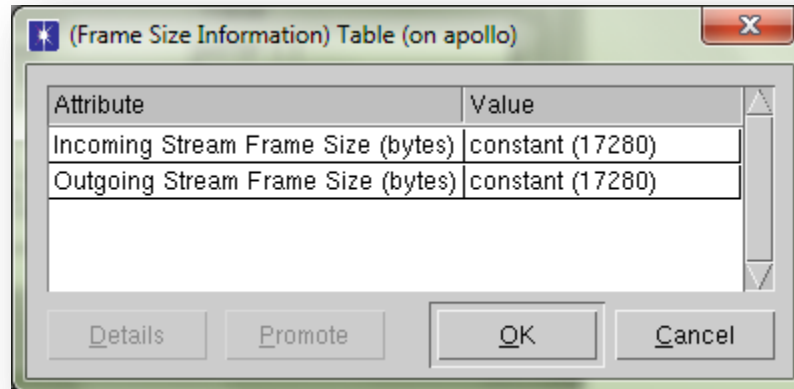 (Frame Size Information) Table (on apollo)
Attribute Value
Incoming Stream Frame Size (bytes) constant (17280)
Outgoing Stream Frame Size (bytes) constant (17280)
Details Promote OK Cancel